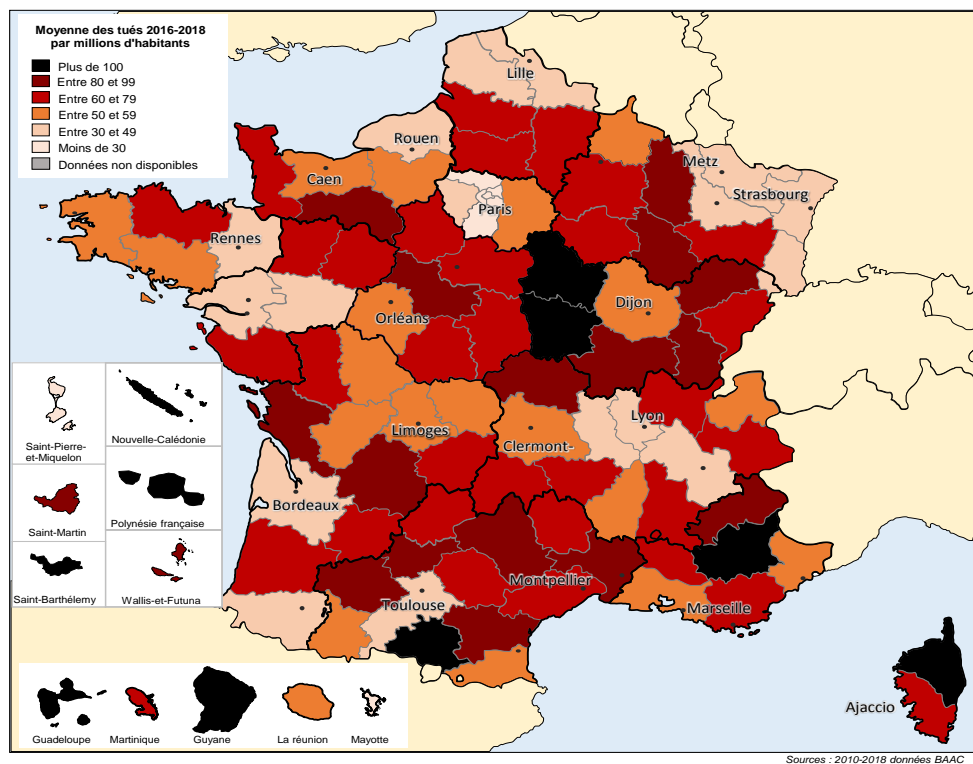 Moyenne des tués 2016-2018
par millions d'habitants
Plus de 100
Entre 80 et 99
Entre 60 et 79
Entre 50 et 59
Entre 30 et 49
Moins de 30
Données non disponibles
Lille
Rouen
Caen
Metz
Strasbourg
Paris
Rennes
Orléans
Dijon
Limoges
Clermont-
Lyon
Bordeaux
Toulouse
Montpellier
Marseille
Ajaccio
Saint-Pierre-
et-Miquelon
Nouvelle-Calédonie
Saint-Martin
Polynésie française
Saint-Barthélemy
Wallis-et-Futuna
Guadeloupe
Martinique
Guyane
La réunion
Mayotte
Sources : 2010-2018 données BAAC